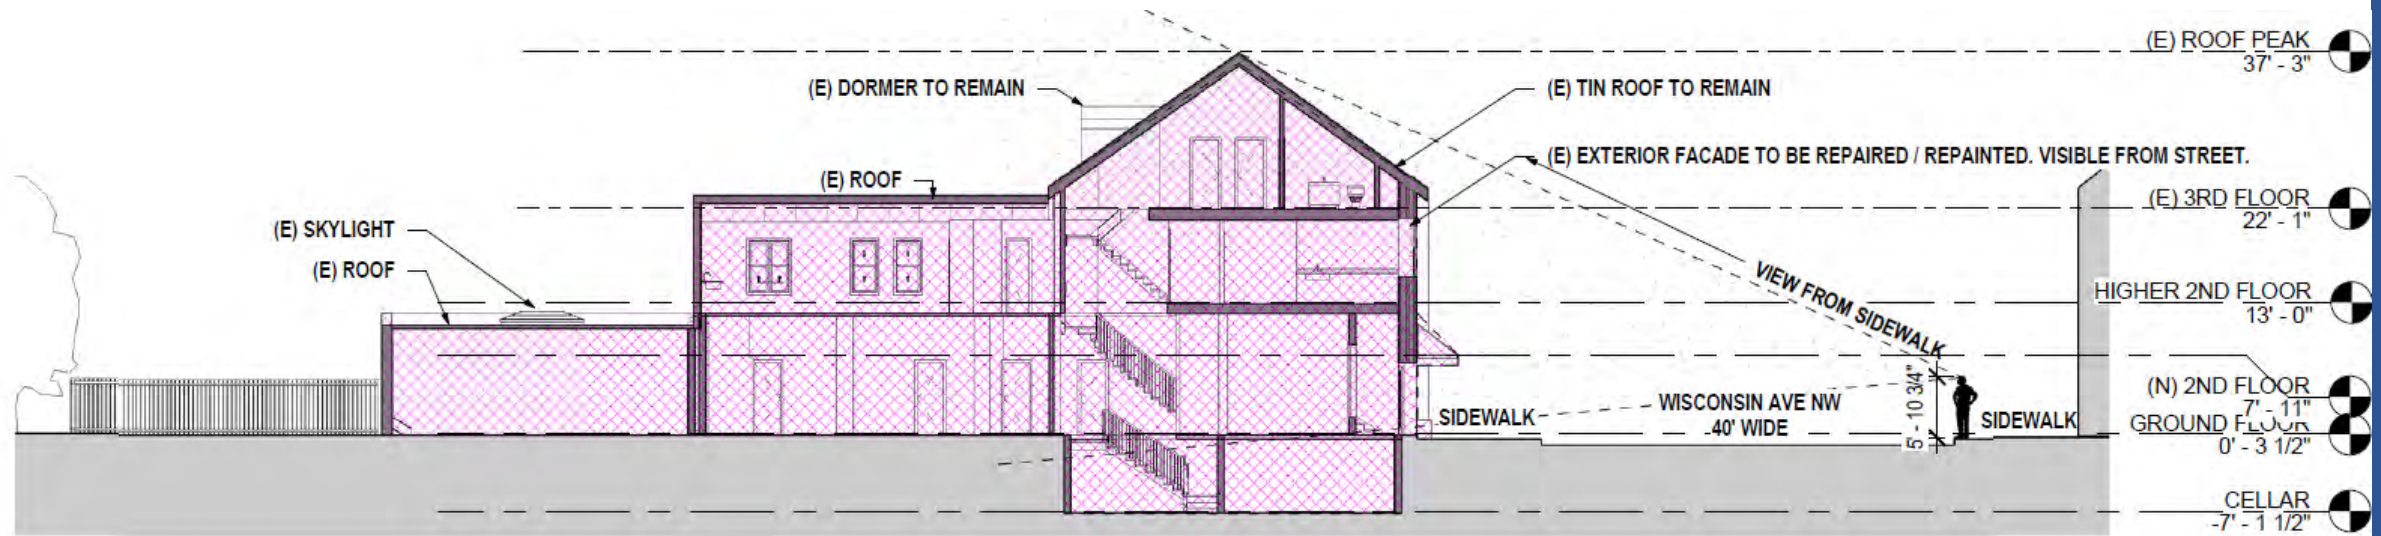 (E) ROOF PEAK
37' - 3"
(E) DORMER TO REMAIN
(E) TIN ROOF TO REMAIN
(E) EXTERIOR FACADE TO BE REPAIRED / REPAINTED. VISIBLE FROM STREET.
(E) ROOF
(E) 3RD FLOOR
22' - 1"
(E) SKYLIGHT
(E) ROOF
VIEW FROM SIDEWALK
HIGHER 2ND FLOOR
13' - 0"
(N) 2ND FLOOR
7' - 11"
5' - 10 3/4"
SIDEWALK
WISCONSIN AVE NW
40' WIDE
SIDEWALK
GROUND FLOOR
0' - 3 1/2"
CELLAR
-7' - 1 1/2"